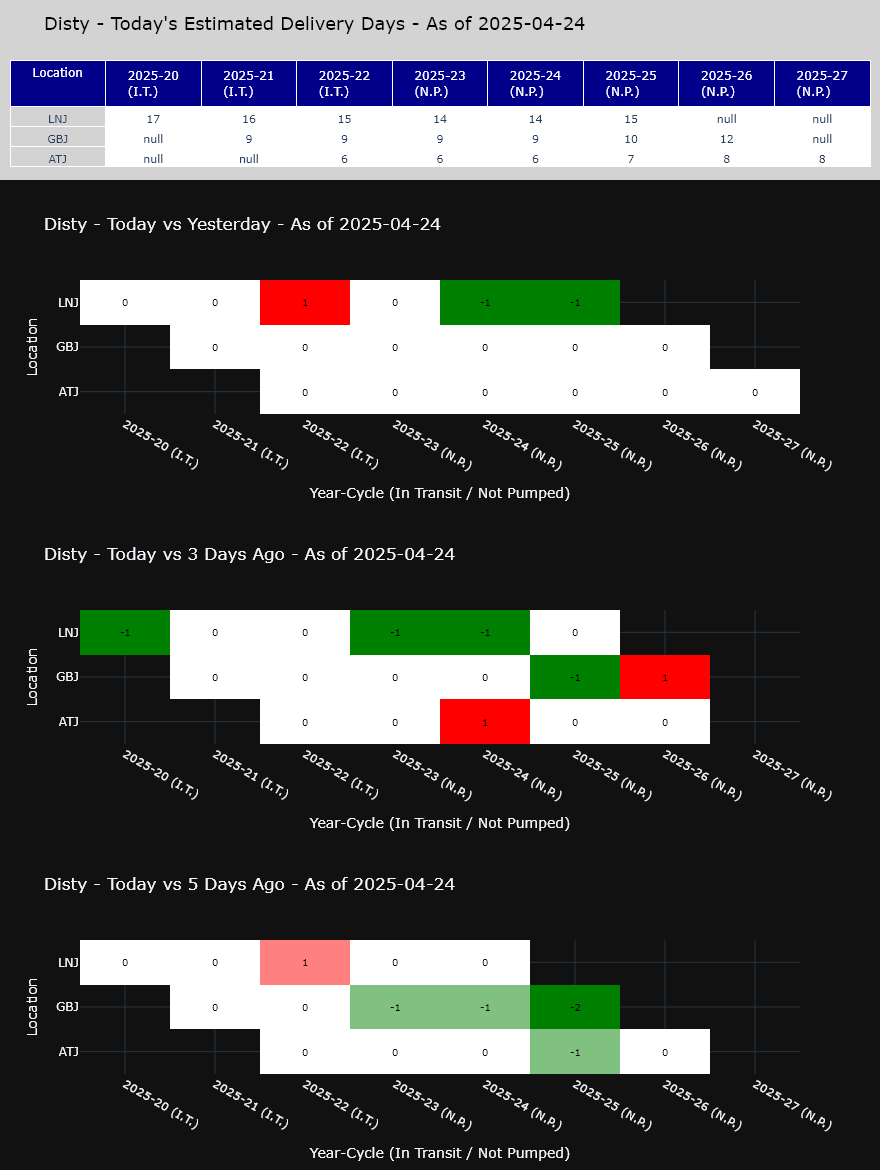 Disty - Today's Estimated Delivery Days - As of 2025-04-24
Location 2025-20 (I.T.) 2025-21 (I.T.) 2025-22 (I.T.) 2025-23 (N.P.) 2025-24 (N.P.) 2025-25 (N.P.) 2025-26 (N.P.) 2025-27 (N.P.)
LNJ 17 16 15 14 14 15 null null
GBJ null 9 9 9 9 10 12 null
ATJ null null 6 6 6 7 8 8
Disty - Today vs Yesterday - As of 2025-04-24
Location
LNJ 0 0 1 0 -1 -1
GBJ 0 0 0 0 0 0
ATJ 0 0 0 0 0 0
2025-20 (I.T.) 2025-21 (I.T.) 2025-22 (I.T.) 2025-23 (N.P.) 2025-24 (N.P.) 2025-25 (N.P.) 2025-26 (N.P.) 2025-27 (N.P.)
Year-Cycle (In Transit / Not Pumped)
Disty - Today vs 3 Days Ago - As of 2025-04-24
Location
LNJ -1 0 0 -1 -1 0
GBJ 0 0 0 0 -1 1
ATJ 0 0 1 0 0
2025-20 (I.T.) 2025-21 (I.T.) 2025-22 (I.T.) 2025-23 (N.P.) 2025-24 (N.P.) 2025-25 (N.P.) 2025-26 (N.P.) 2025-27 (N.P.)
Year-Cycle (In Transit / Not Pumped)
Disty - Today vs 5 Days Ago - As of 2025-04-24
Location
LNJ 0 0 1 0 0
GBJ 0 0 -1 -1 -2
ATJ 0 0 0 -1 0
2025-20 (I.T.) 2025-21 (I.T.) 2025-22 (I.T.) 2025-23 (N.P.) 2025-24 (N.P.) 2025-25 (N.P.) 2025-26 (N.P.) 2025-27 (N.P.)
Year-Cycle (In Transit / Not Pumped)